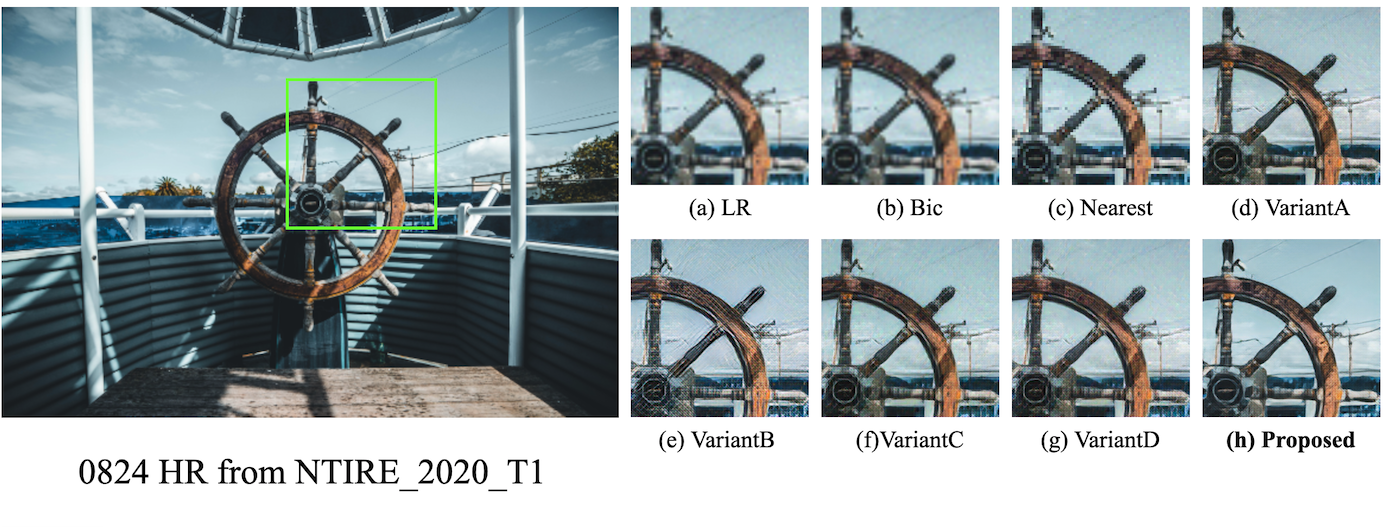 (a) LR
(b) Bic
(c) Nearest
(d) VariantA
(e) VariantB
(f)VariantC
(g) VariantD
(h) Proposed
0824 HR from NTIRE_2020_T1